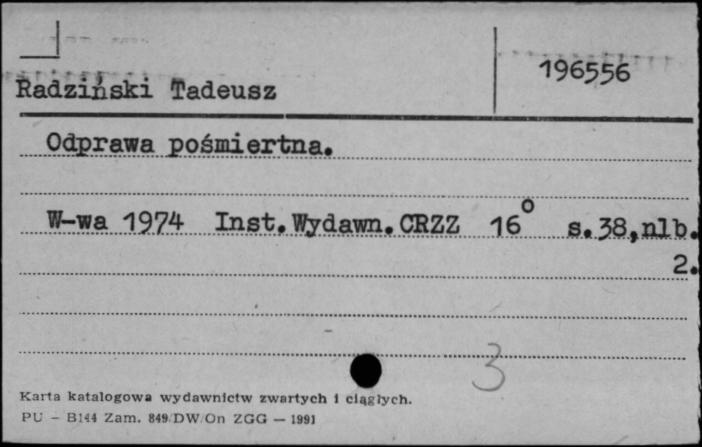 196556
Radziński Tadeusz
Odprawa pośmiertna.
W-wa 1974 Inst.Wydawn.CRZZ 16° s.38,nlb.
2.
3
Karta katalogowa wydawnictw zwartych i ciągłych.
PU - B144 Zam. 849/DW/On ZGG — 1991